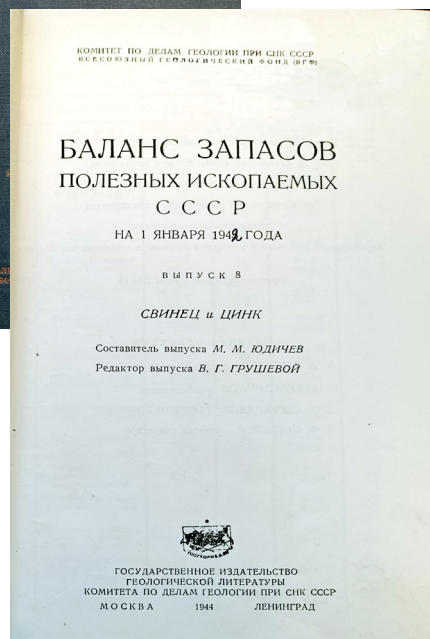 КОМИТЕТ ПО ДЕЛАМ ГЕОЛОГИИ ПРИ СНК СССР
ВСЕСОЮЗНЫЙ ГЕОЛОГИЧЕСКИЙ ФОНД (ВГФ)
БАЛАНС ЗАПАСОВ
ПОЛЕЗНЫХ ИСКОПАЕМЫХ
СССР
НА 1 ЯНВАРЯ 1942 ГОДА
ВЫПУСК 8
СВИНЕЦ и ЦИНК
Составитель выпуска М. М. ЮДИЧЕВ
Редактор выпуска В. Г. ГРУШЕВОЙ
ГОСУДАРСТВЕННОЕ ИЗДАТЕЛЬСТВО
ГЕОЛОГИЧЕСКОЙ ЛИТЕРАТУРЫ
КОМИТЕТА ПО ДЕЛАМ ГЕОЛОГИИ ПРИ СНК СССР
МОСКВА 1944 ЛЕНИНГРАД